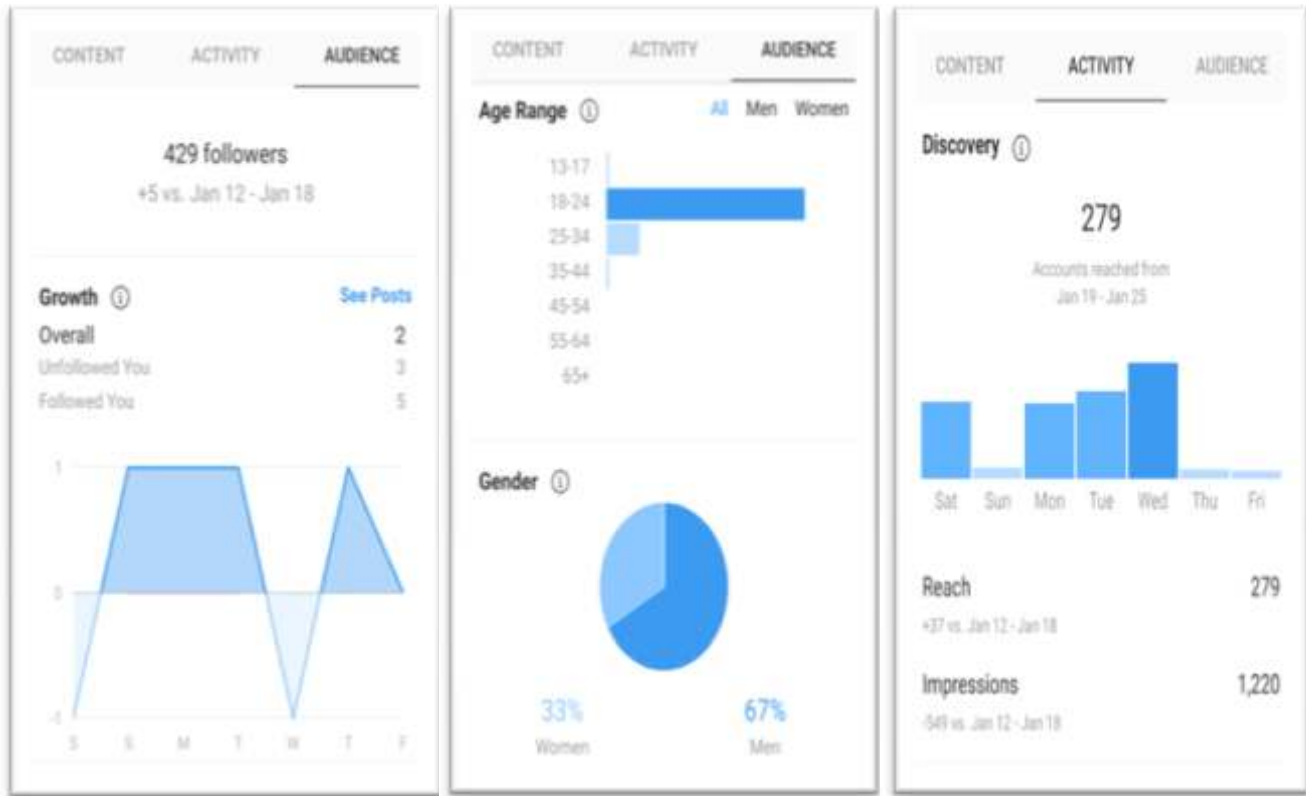 CONTENT ACTIVITY AUDIENCE
429 followers
+5 vs. Jan 12 - Jan 18
Growth See Posts
Overall 2
Unfollowed You 3
Followed You 5
1
0
-1
S S M T W T F
CONTENT ACTIVITY AUDIENCE
Age Range All Men Women
13-17
18-24
25-34
35-44
45-54
55-64
65+
Gender
33% 67%
Women Men
CONTENT ACTIVITY AUDIENCE
Discovery
279
Accounts reached from
Jan 19 - Jan 25
Sat Sun Mon Tue Wed Thu Fri
Reach 279
+37 vs. Jan 12 - Jan 18
Impressions 1,220
-549 vs. Jan 12 - Jan 18